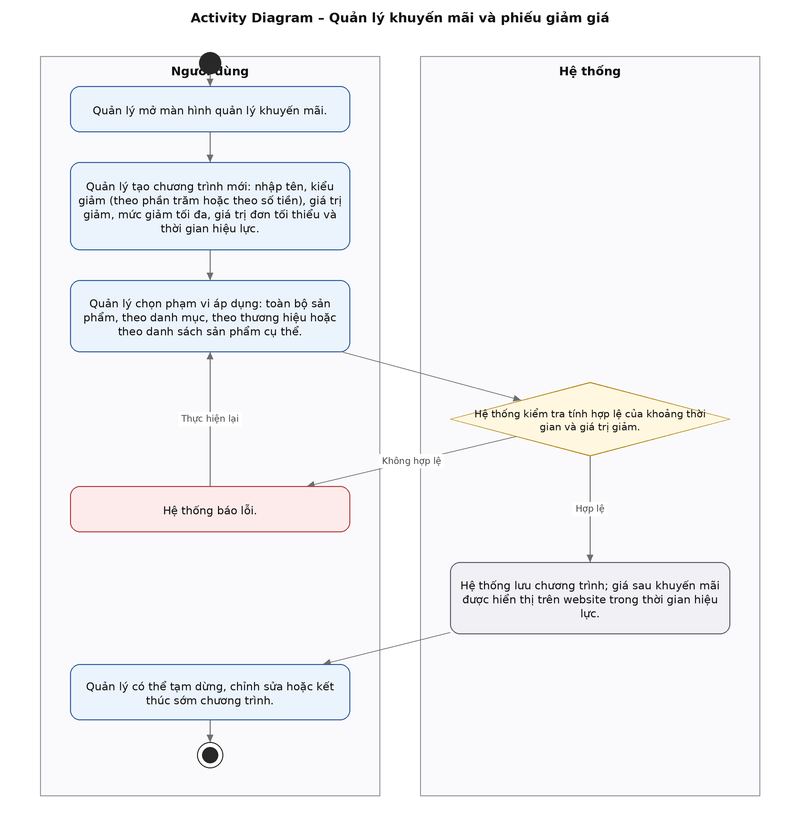 Activity Diagram – Quản lý khuyến mãi và phiếu giảm giá
Người dùng
Hệ thống
Quản lý mở màn hình quản lý khuyến mãi.
Quản lý tạo chương trình mới: nhập tên, kiểu
giảm (theo phần trăm hoặc theo số tiền), giá trị
giảm, mức giảm tối đa, giá trị đơn tối thiểu và
thời gian hiệu lực.
Quản lý chọn phạm vi áp dụng: toàn bộ sản
phẩm, theo danh mục, theo thương hiệu hoặc
theo danh sách sản phẩm cụ thể.
Hệ thống kiểm tra tính hợp lệ của khoảng thời
gian và giá trị giảm.
Thực hiện lại
Không hợp lệ
Hệ thống báo lỗi.
Hợp lệ
Hệ thống lưu chương trình; giá sau khuyến mãi
được hiển thị trên website trong thời gian hiệu
lực.
Quản lý có thể tạm dừng, chỉnh sửa hoặc kết
thúc sớm chương trình.